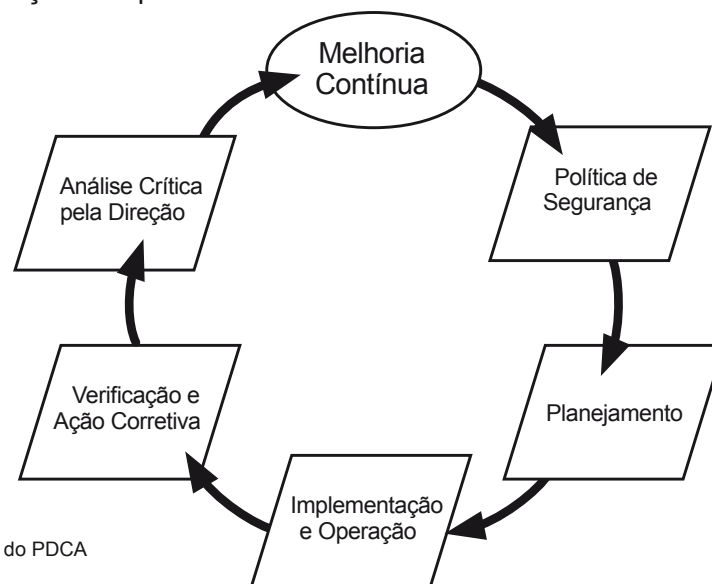 Melhoria
Contínua
Política de
Segurança
Planejamento
Implementação
e Operação
Verificação e
Ação Corretiva
Análise Crítica
pela Direção
do PDCA